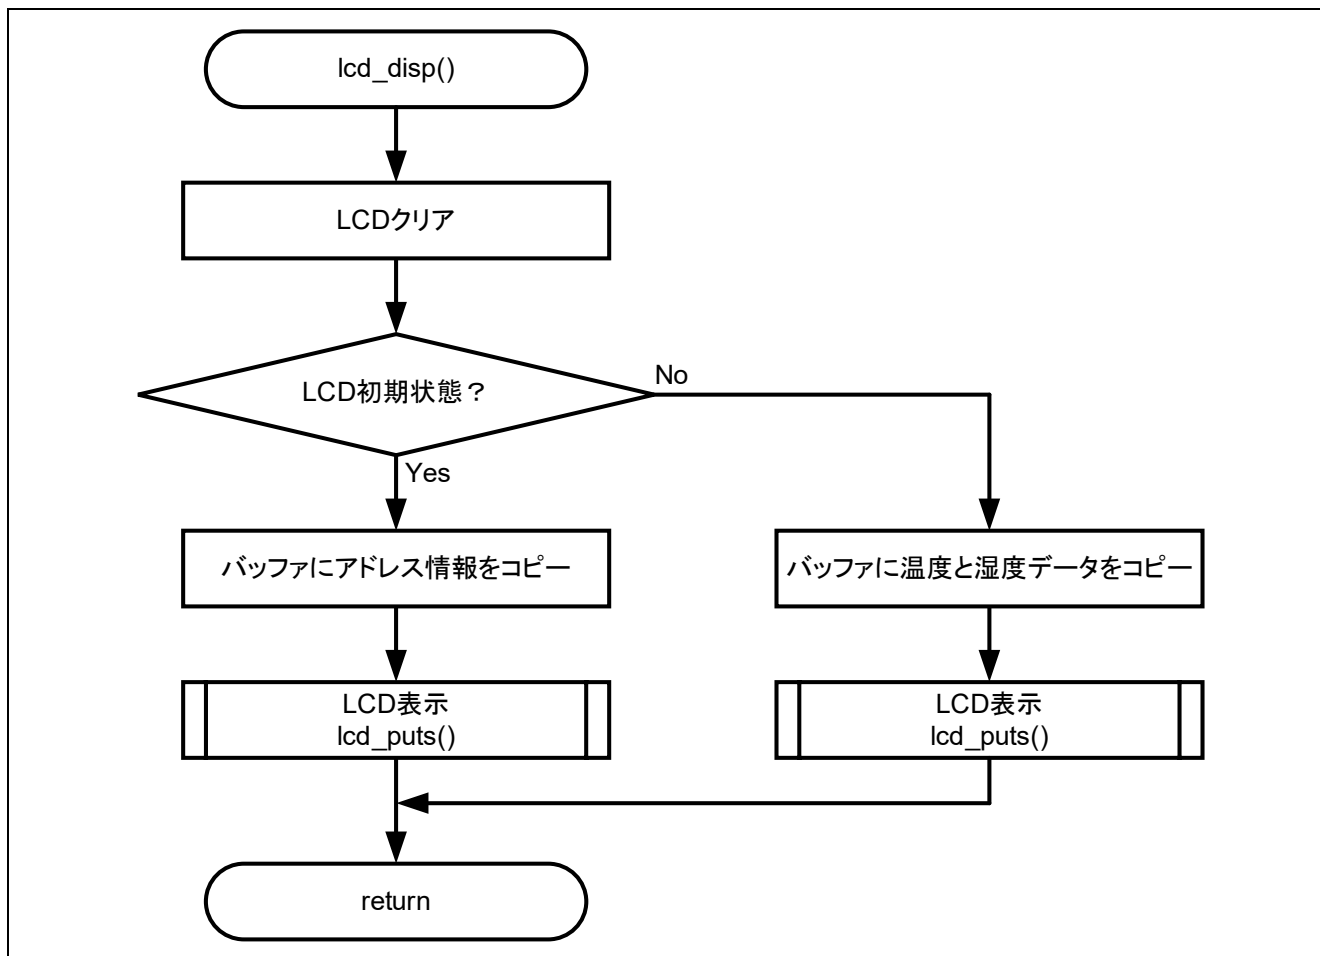 lcd_disp()
LCDクリア
LCD初期状態？
No
Yes
バッファにアドレス情報をコピー
バッファに温度と湿度データをコピー
LCD表示
lcd_puts()
LCD表示
lcd_puts()
return